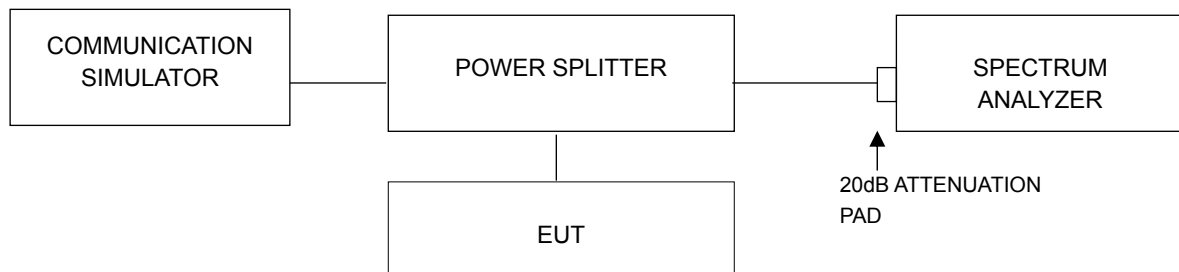 COMMUNICATION
SIMULATOR
POWER SPLITTER
SPECTRUM
ANALYZER
20dB ATTENUATION
PAD
EUT